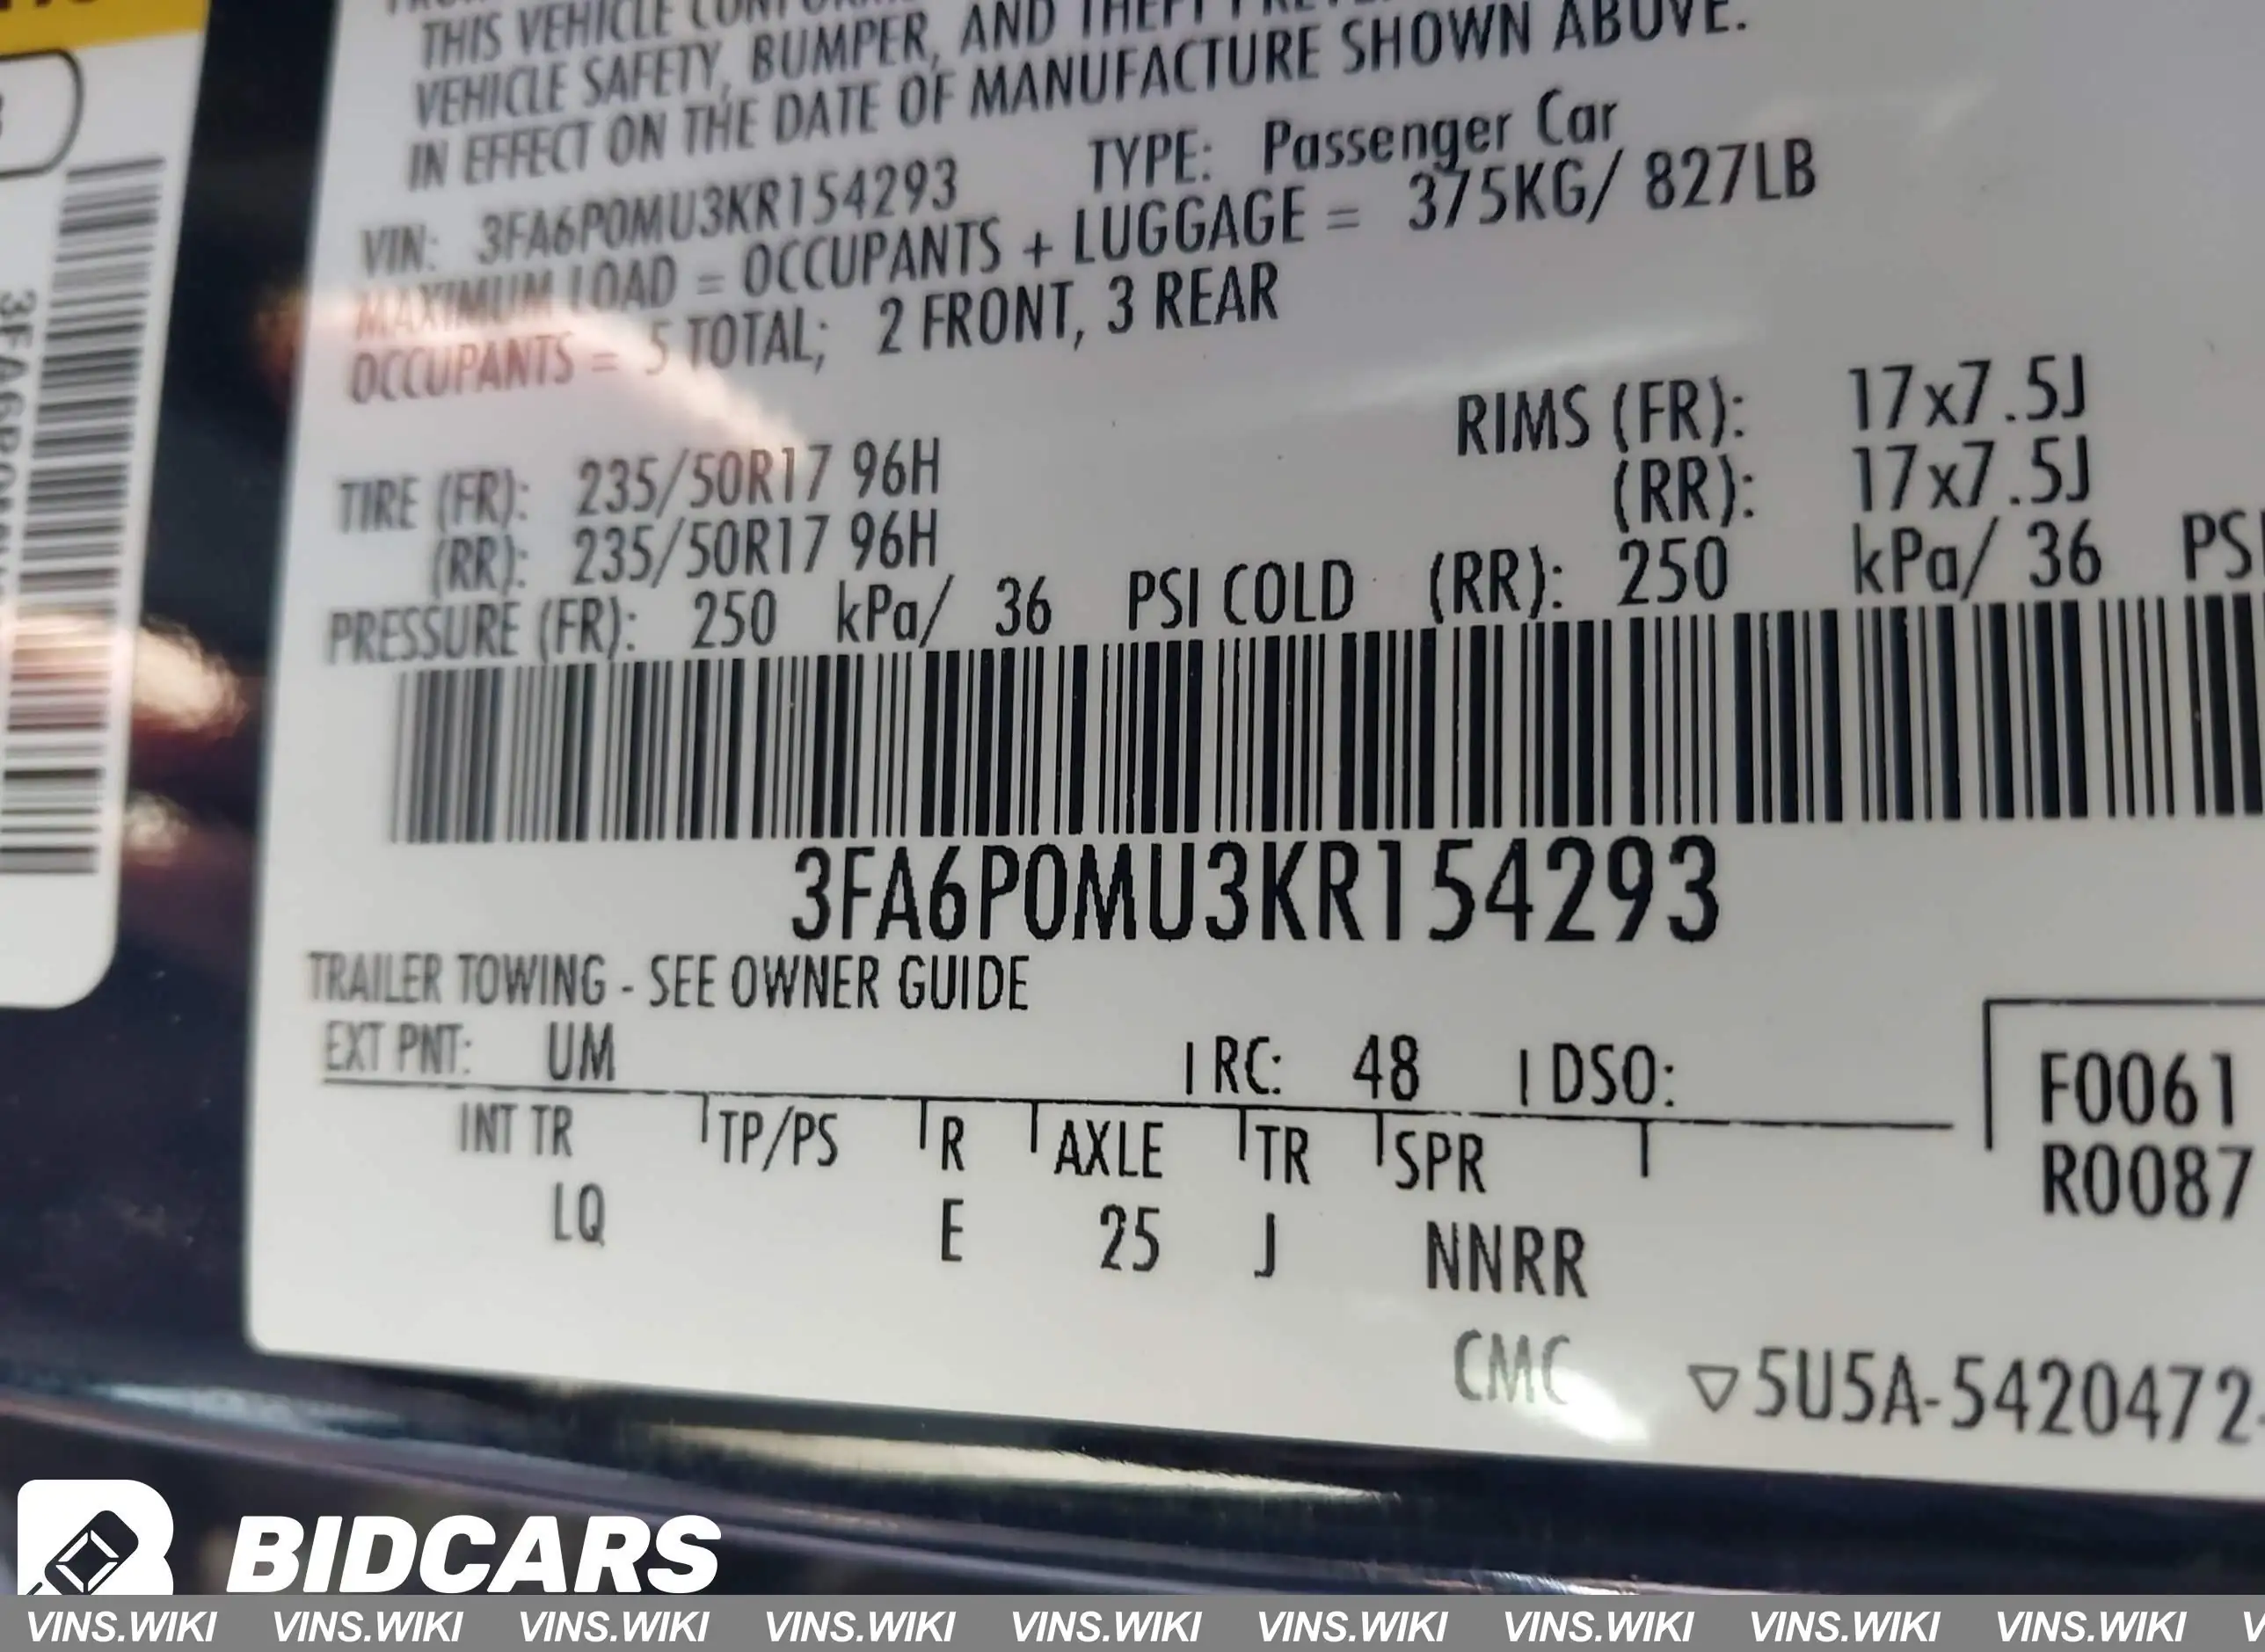 THIS VEHICLE
VEHICLE SAFETY, BUMPER, AND THEFT
IN EFFECT ON THE DATE OF MANUFACTURE SHOWN ABOVE.
VIN: 3FA6P0MU3KR154293 TYPE: Passenger Car
MAXIMUM LOAD = OCCUPANTS + LUGGAGE = 375KG/ 827LB
OCCUPANTS = 5 TOTAL; 2 FRONT, 3 REAR
TIRE (FR): 235/50R17 96H RIMS (FR): 17x7.5J
(RR): 235/50R17 96H (RR): 17x7.5J
PRESSURE (FR): 250 kPa/ 36 PSI COLD (RR): 250 kPa/ 36 PSI
3FA6P0MU3KR154293
TRAILER TOWING - SEE OWNER GUIDE
EXT PNT: UM | RC: 48 | DSO: F0061
R0087
INT TR TP/PS R AXLE TR SPR
LQ E 25 J NNRR
CMC ▽5U5A-5420472-
BIDCARS
VINS.WIKI VINS.WIKI VINS.WIKI VINS.WIKI VINS.WIKI VINS.WIKI VINS.WIKI VINS.WIKI VINS.WIKI